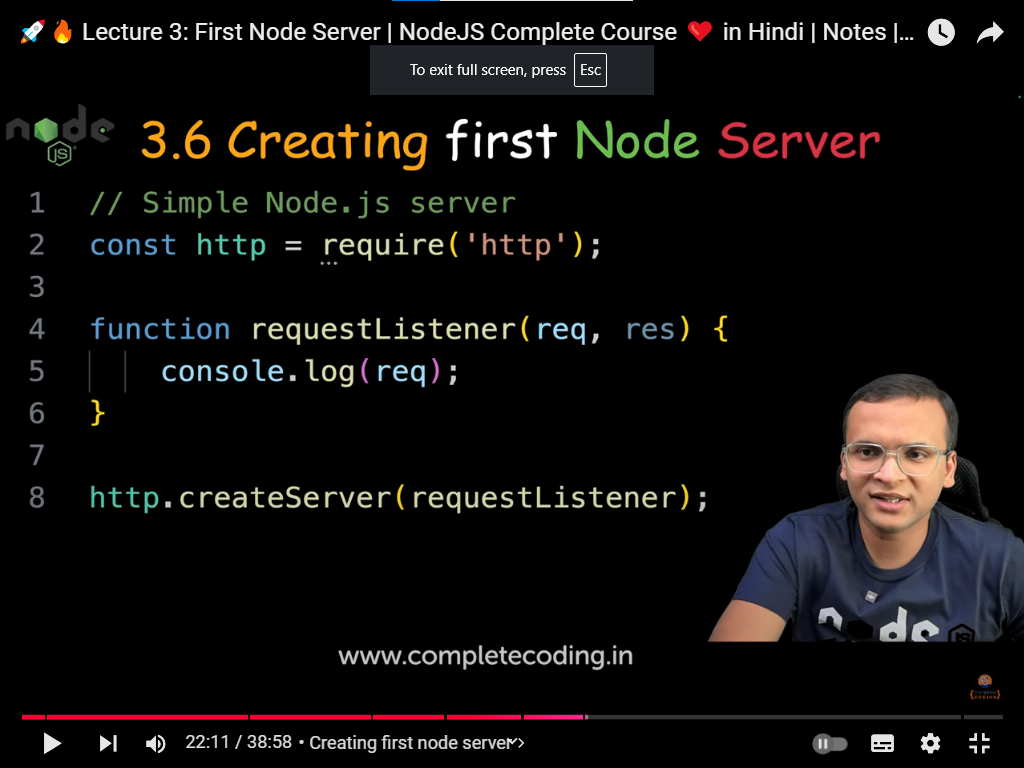 🚀🔥 Lecture 3: First Node Server | NodeJS Complete Course ❤️ in Hindi | Notes |...
To exit full screen, press Esc
node
JS
3.6 Creating first Node Server
1 // Simple Node.js server
2 const http = require('http');
3
4 function requestListener(req, res) {
5 console.log(req);
6 }
7
8 http.createServer(requestListener);
node
JS
www.completecoding.in
22:11 / 38:58 • Creating first node server